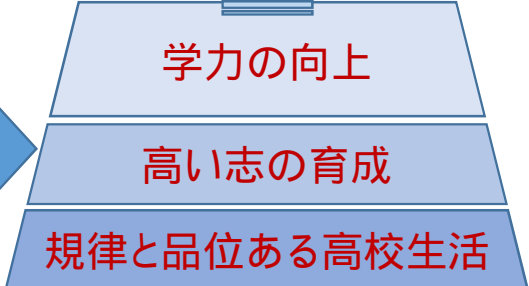 学力の向上
高い志の育成
規律と品位ある高校生活